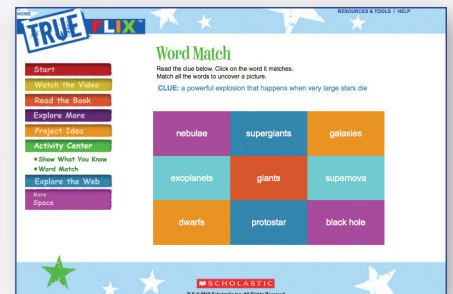 HOME
RESOURCES & TOOLS | HELP
TRUE FLIX™
Word Match
Read the clue below. Click on the word it matches.
Match all the words to uncover a picture.
CLUE: a powerful explosion that happens when very large stars die
Start
Watch the Video
Read the Book
Explore More
Project Idea
Activity Center
•Show What You Know
•Word Match
Explore the Web
More
Space
nebulae supergiants galaxies
exoplanets giants supernova
dwarfs protostar black hole
SCHOLASTIC